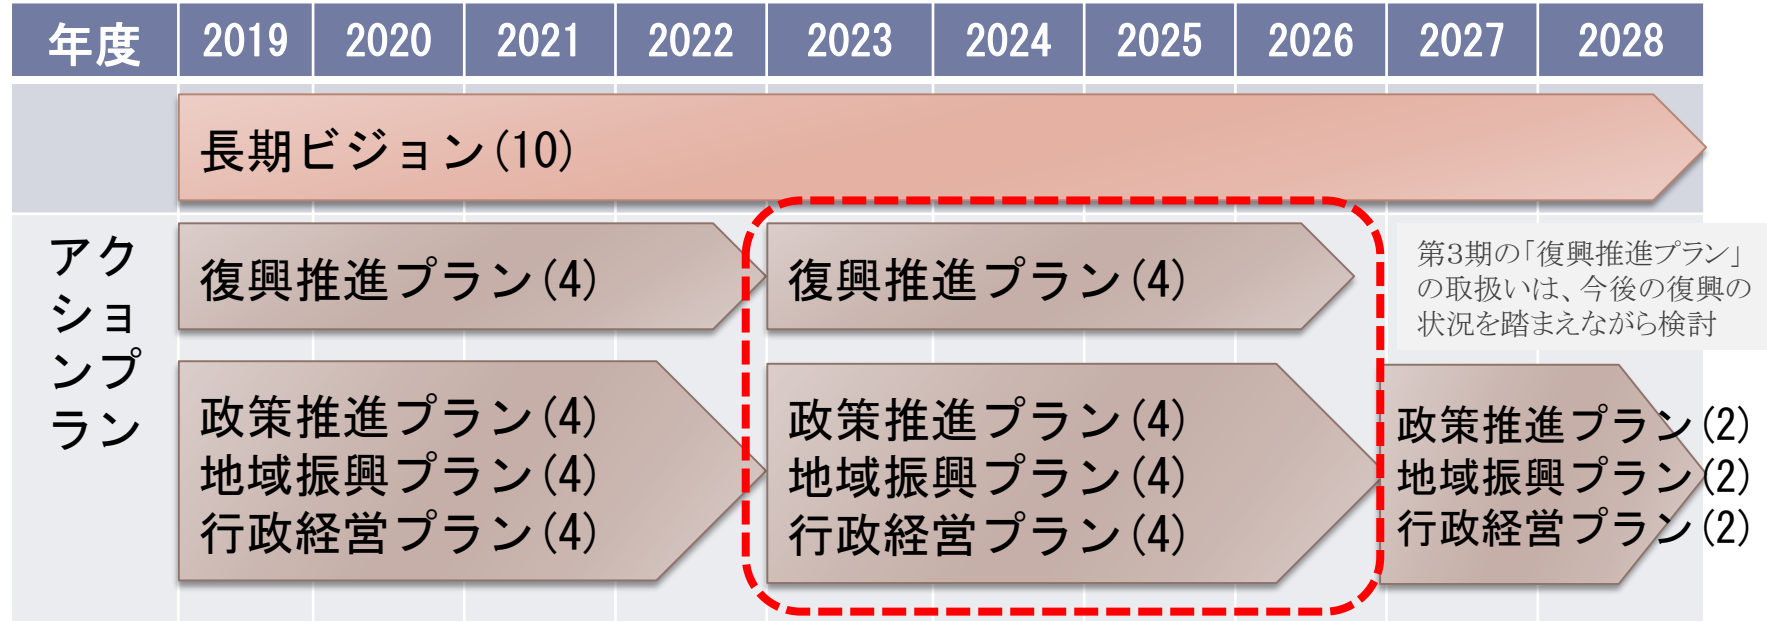 年度 2019 2020 2021 2022 2023 2024 2025 2026 2027 2028
長期ビジョン(10)
アク
ショ
ンプ
ラン
復興推進プラン(4)
政策推進プラン(4)
地域振興プラン(4)
行政経営プラン(4)
復興推進プラン(4)
政策推進プラン(4)
地域振興プラン(4)
行政経営プラン(4)
第3期の「復興推進プラン」
の取扱いは、今後の復興の
状況を踏まえながら検討
政策推進プラン(2)
地域振興プラン(2)
行政経営プラン(2)